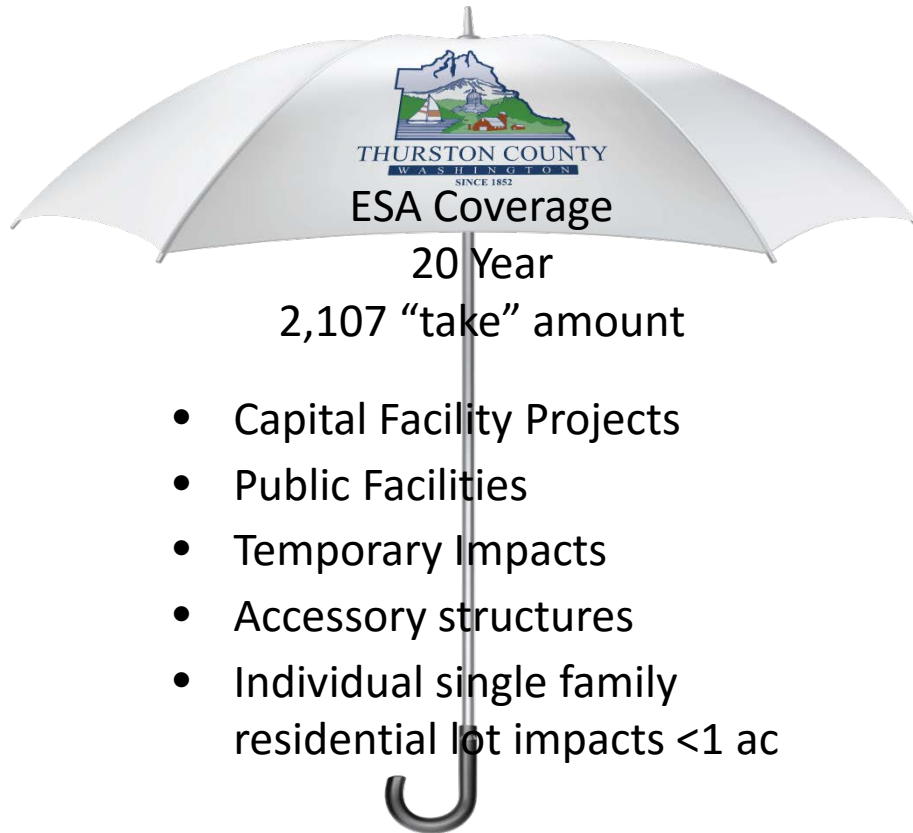 THURSTON COUNTY
WASHINGTON
SINCE 1852
ESA Coverage
20 Year
2,107 “take” amount
• Capital Facility Projects
• Public Facilities
• Temporary Impacts
• Accessory structures
• Individual single family
residential lot impacts <1 ac